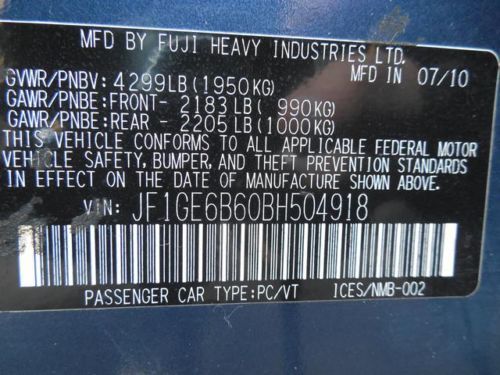 MFD BY FUJI HEAVY INDUSTRIES LTD.
MFD IN 07/10
GVWR/PNBV: 4299LB (1950 KG)
GAWR/PNBE: FRONT- 2183 LB ( 990KG)
GAWR/PNBE: REAR - 2205 LB (1000KG)
THIS VEHICLE CONFORMS TO ALL APPLICABLE FEDERAL MOTOR
VEHICLE SAFETY, BUMPER, AND THEFT PREVENTION STANDARDS
IN EFFECT ON THE DATE OF MANUFACTURE SHOWN ABOVE.
VIN: JF1GE6B60BH504918
PASSENGER CAR TYPE:PC/VT ICES/NMB-002